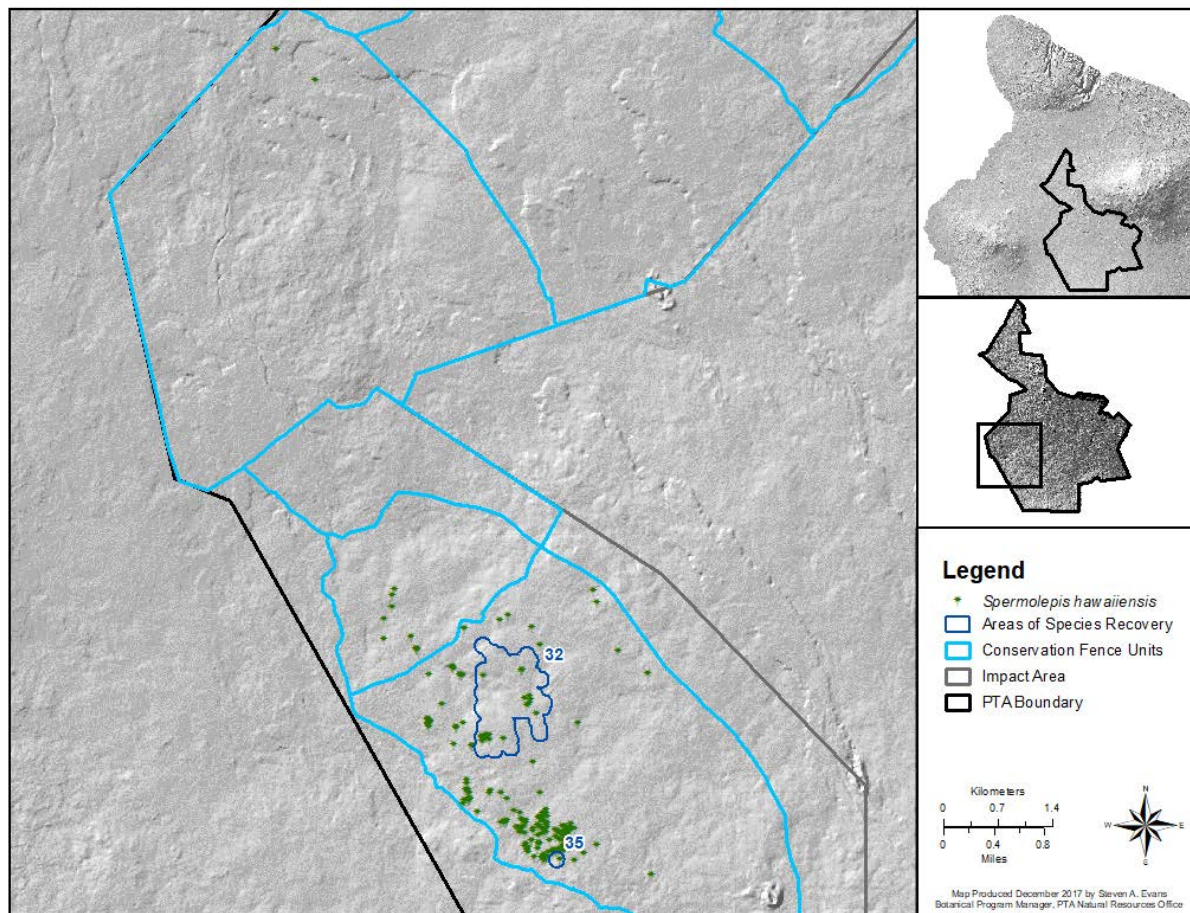 32
35
Legend
Spermolepis hawaiiensis
Areas of Species Recovery
Conservation Fence Units
Impact Area
PTA Boundary
Kilometers
0 0.7 1.4
0 0.4 0.8
Miles
N
W E
S
Map Produced December 2017 by Steven A. Evans
Botanical Program Manager, PTA Natural Resources Office